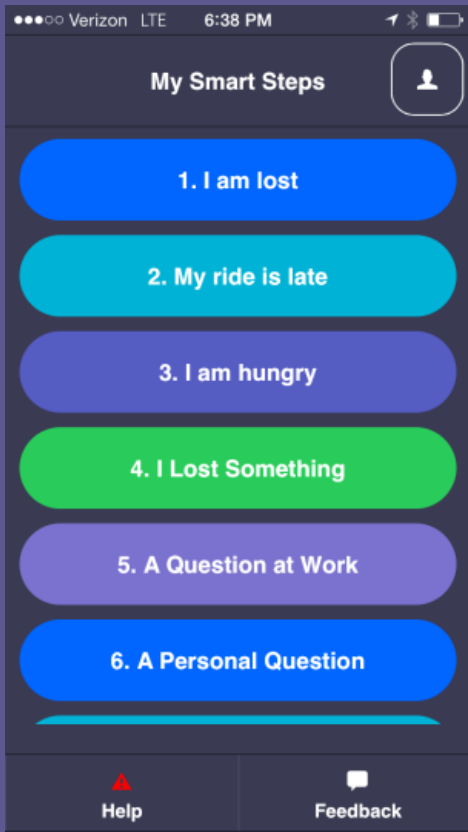 Verizon LTE 6:38 PM
My Smart Steps
1. I am lost
2. My ride is late
3. I am hungry
4. I Lost Something
5. A Question at Work
6. A Personal Question
Help Feedback